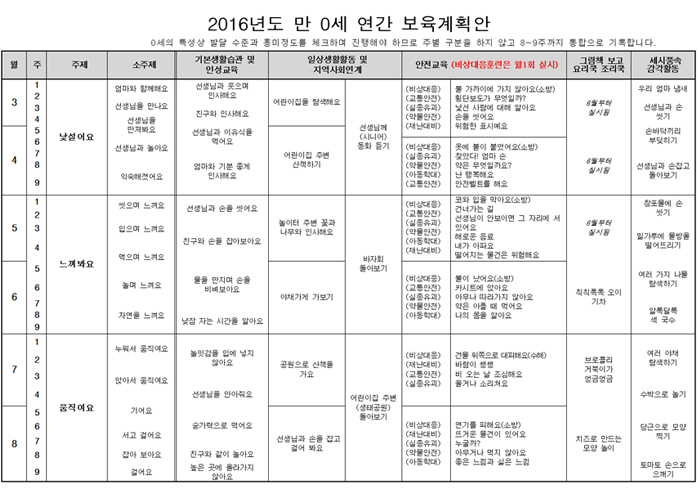 2016년도 만 0세 연간 보육계획안
0세의 특성상 발달 수준과 흥미정도를 체크하며 진행해야 하므로 주별 구분을 하지 않고 8~9주까지 통합으로 기록합니다.
월 주 주제 소주제 기본생활습관 및 인성교육 일상생활활동 및 지역사회연계 안전교육 (비상대응훈련은 월1회 실시) 그림책 보고 요리쿡 조리쿡 세시풍속 감각활동
3
4
1
2
3
4
5
6
7
8
9
낯설어요
엄마와 함께해요
선생님을 만나요
선생님을
만져봐요
선생님과 놀아요
익숙해졌어요
선생님과 웃으며
인사해요
친구와 인사해요
선생님과 이유식을
먹어요
엄마와 기분 좋게
인사해요
어린이집을 탐색해요
어린이집 주변
산책하기
선생님께
(시니어)
동화 듣기
(비상대응) 불 가까이에 가지 않아요(소방)
(교통안전) 횡단보도가 무엇일까?
(실종유괴) 낯선 사람에 대해 알아요
(약물안전) 손을 씻어요
(재난대비) 위험한 표시예요
(비상대응) 옷에 불이 붙었어요(소방)
(실종유괴) 찾았다! 엄마 손
(약물안전) 약은 무엇일까요?
(아동학대) 난 행복해요
(교통안전) 안전벨트를 해요
6월부터
실시됨
6월부터
실시됨
우리 엄마 냄새
선생님과 손
씻기
손바닥끼리
부딪히기
선생님과 손잡고
돌아보기
5
6
1
2
3
4
5
6
7
8
9
느껴봐요
씻으며 느껴요
입으며 느껴요
먹으며 느껴요
놀며 느껴요
자연을 느껴요
선생님과 손을 씻어요
친구와 손을 잡아보아요
물을 만지며 손을
비벼보아요
낮잠 자는 시간을 알아요
놀이터 주변 꽃과
나무와 인사해요
야채가게 가보기
바자회
돌아보기
(비상대응) 코와 입을 막아요(소방)
(교통안전) 건너가는 길
(실종유괴) 선생님이 안보이면 그 자리에 서
있어요
(약물안전) 해로운 음료
(아동학대) 내가 아파요
(재난대비) 떨어지는 물건은 위험해요
(비상대응) 불이 났어요(소방)
(교통안전) 카시트에 앉아요
(실종유괴) 아무나 따라가지 않아요
(약물안전) 약은 아플 때 먹어요
(아동학대) 나의 몸을 알아요
6월부터
실시됨
칙칙폭폭 오이
기차
창포물에 손
씻기
밀가루에 물방을
떨어뜨리기
여러 가지 나물
탐색하기
알록달록
색 국수
7
8
1
2
3
4
5
6
7
8
9
움직여요
누워서 움직여요
앉아서 움직여요
기어요
서고 걸어요
잡아 보아요
걸어요
놀잇감을 입에 넣지
않아요
선생님을 안아줘요
숟가락으로 먹어요
친구와 같이 놀아요
높은 곳에 올라가지
않아요
공원으로 산책을
가요
선생님과 손을 잡고
걸어 봐요
어린이집 주변
(생태공원)
돌아보기
(비상대응) 건물 위쪽으로 대피해요(수해)
(재난대비) 바람이 쌩쌩
(교통안전) 비 오는 날 조심해요
(실종유괴) 울거나 소리쳐요
(비상대응) 연기를 피해요(소방)
(재난대비) 뜨거운 물건이 있어요
(실종유괴) 누굴까?
(약물안전) 아무거나 먹지 않아요
(아동학대) 좋은 느낌과 싫은 느낌
브로콜리
거북이가
엉금엉금
치즈로 만드는
모양 놀이
여러 야채
탐색하기
수박으로 놀기
당근으로 모양
찍기
토마토 손으로
으깨기